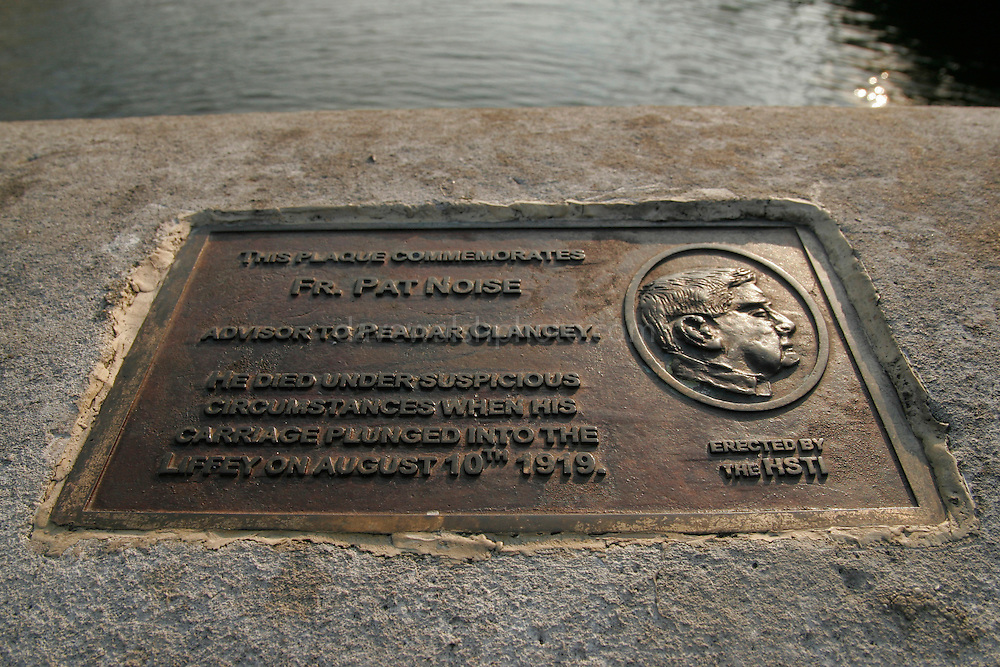 THIS PLAQUE COMMEMORATES
FR. PAT NOISE
ADVISOR TO PEADAR CLANCEY.
HE DIED UNDER SUSPICIOUS
CIRCUMSTANCES WHEN HIS
CARRIAGE PLUNGED INTO THE
LIFFEY ON AUGUST 10TH 1919.
ERECTED BY
THE HSTI.